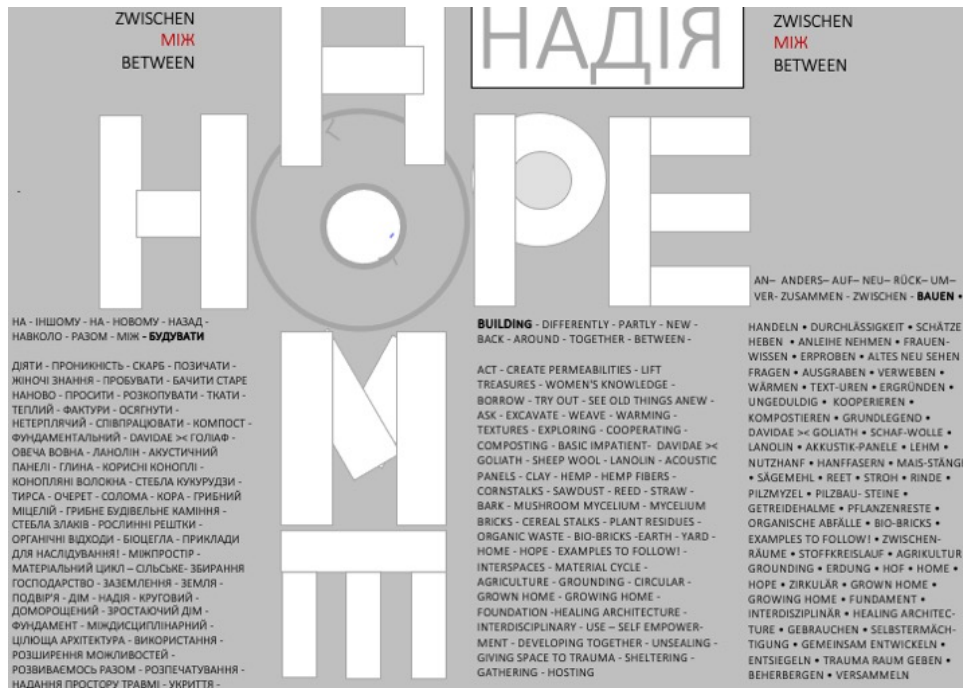 ZWISCHEN
МІЖ
BETWEEN
НАДІЯ
ZWISCHEN
МІЖ
BETWEEN
HOPE
HOME
НА - ІНШОМУ - НА - НОВОМУ - НАЗАД -
НАВКОЛО - РАЗОМ - МІЖ - БУДУВАТИ
ДІЯТИ - ПРОНИКНІСТЬ - СКАРБ - ПОЗИЧАТИ -
ЖІНОЧІ ЗНАННЯ - ПРОБУВАТИ - БАЧИТИ СТАРЕ
НАНОВО - ПРОСИТИ - РОЗКОПУВАТИ - ТКАТИ -
ТЕПЛИЙ - ФАКТУРИ - ОСЯГНУТИ -
НЕТЕРПЛЯЧИЙ - СПІВПРАЦЮВАТИ - КОМПОСТ -
ФУНДАМЕНТАЛЬНИЙ - DAVIDAE >< ГОЛІАФ -
ОВЕЧА ВОВНА - ЛАНОЛІН - АКУСТИЧНИЙ
ПАНЕЛІ - ГЛИНА - КОРИСНІ КОНОПЛІ -
КОНОПЛЯНІ ВОЛОКНА - СТЕБЛА КУКУРУДЗИ -
ТИРСА - ОЧЕРЕТ - СОЛОМА - КОРА - ГРИБНИЙ
МІЦЕЛІЙ - ГРИБНЕ БУДІВЕЛЬНЕ КАМІННЯ -
СТЕБЛА ЗЛАКІВ - РОСЛИННІ РЕШТКИ -
ОРГАНІЧНІ ВІДХОДИ - БІОЦЕГЛА - ПРИКЛАДИ
ДЛЯ НАСЛІДУВАННЯ! - МІЖПРОСТІР -
МАТЕРІАЛЬНИЙ ЦИКЛ – СІЛЬСЬКЕ- ЗБИРАННЯ
ГОСПОДАРСТВО - ЗАЗЕМЛЕННЯ - ЗЕМЛЯ -
ПОДВІР'Я - ДІМ - НАДІЯ - КРУГОВИЙ -
ДОМОРОЩЕНИЙ - ЗРОСТАЮЧИЙ ДІМ -
ФУНДАМЕНТ - МІЖДИСЦИПЛІНАРНИЙ -
ЦІЛЮЩА АРХІТЕКТУРА - ВИКОРИСТАННЯ -
РОЗШИРЕННЯ МОЖЛИВОСТЕЙ -
РОЗВИВАЄМОСЬ РАЗОМ - РОЗПЕЧАТУВАННЯ -
НАДАННЯ ПРОСТОРУ ТРАВМІ - УКРИТТЯ -
BUILDING - DIFFERENTLY - PARTLY - NEW -
BACK - AROUND - TOGETHER - BETWEEN -
ACT - CREATE PERMEABILITIES - LIFT
TREASURES - WOMEN'S KNOWLEDGE -
BORROW - TRY OUT - SEE OLD THINGS ANEW -
ASK - EXCAVATE - WEAVE - WARMING -
TEXTURES - EXPLORING - COOPERATING -
COMPOSTING - BASIC IMPATIENT- DAVIDAE ><
GOLIATH - SHEEP WOOL - LANOLIN - ACOUSTIC
PANELS - CLAY - HEMP - HEMP FIBERS -
CORNSTALKS - SAWDUST - REED - STRAW -
BARK - MUSHROOM MYCELIUM - MYCELIUM
BRICKS - CEREAL STALKS - PLANT RESIDUES -
ORGANIC WASTE - BIO-BRICKS -EARTH - YARD -
HOME - HOPE - EXAMPLES TO FOLLOW! -
INTERSPACES - MATERIAL CYCLE -
AGRICULTURE - GROUNDING - CIRCULAR -
GROWN HOME - GROWING HOME -
FOUNDATION -HEALING ARCHITECTURE -
INTERDISCIPLINARY - USE – SELF EMPOWER-
MENT - DEVELOPING TOGETHER - UNSEALING -
GIVING SPACE TO TRAUMA - SHELTERING -
GATHERING - HOSTING
AN– ANDERS– AUF– NEU– RÜCK– UM–
VER- ZUSAMMEN - ZWISCHEN - BAUEN •
HANDELN • DURCHLÄSSIGKEIT • SCHÄTZE
HEBEN • ANLEIHE NEHMEN • FRAUEN-
WISSEN • ERPROBEN • ALTES NEU SEHEN
FRAGEN • AUSGRABEN • VERWEBEN •
WÄRMEN • TEXT-UREN • ERGRÜNDEN •
UNGEDULDIG • KOOPERIEREN •
KOMPOSTIEREN • GRUNDLEGEND •
DAVIDAE >< GOLIATH • SCHAF-WOLLE •
LANOLIN • AKKUSTIK-PANELE • LEHM •
NUTZHANF • HANFFASERN • MAIS-STÄNGE
• SÄGEMEHL • REET • STROH • RINDE •
PILZMYZEL • PILZBAU- STEINE •
GETREIDEHALME • PFLANZENRESTE •
ORGANISCHE ABFÄLLE • BIO-BRICKS •
EXAMPLES TO FOLLOW! • ZWISCHEN-
RÄUME • STOFFKREISLAUF • AGRIKULTUR
GROUNDING • ERDUNG • HOF • HOME •
HOPE • ZIRKULÄR • GROWN HOME •
GROWING HOME • FUNDAMENT •
INTERDISZIPLINÄR • HEALING ARCHITEC-
TURE • GEBRAUCHEN • SELBSTERMÄCH-
TIGUNG • GEMEINSAM ENTWICKELN •
ENTSIEGELN • TRAUMA RAUM GEBEN •
BEHERBERGEN • VERSAMMELN